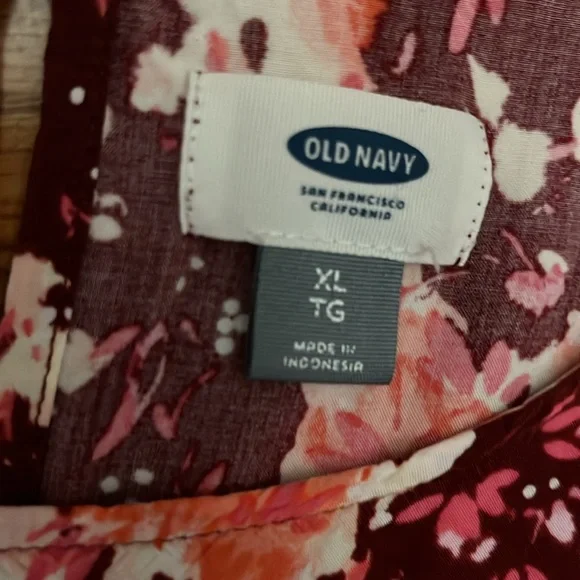 OLD NAVY
SAN FRANCISCO
CALIFORNIA
XL
TG
MADE IN
INDONESIA